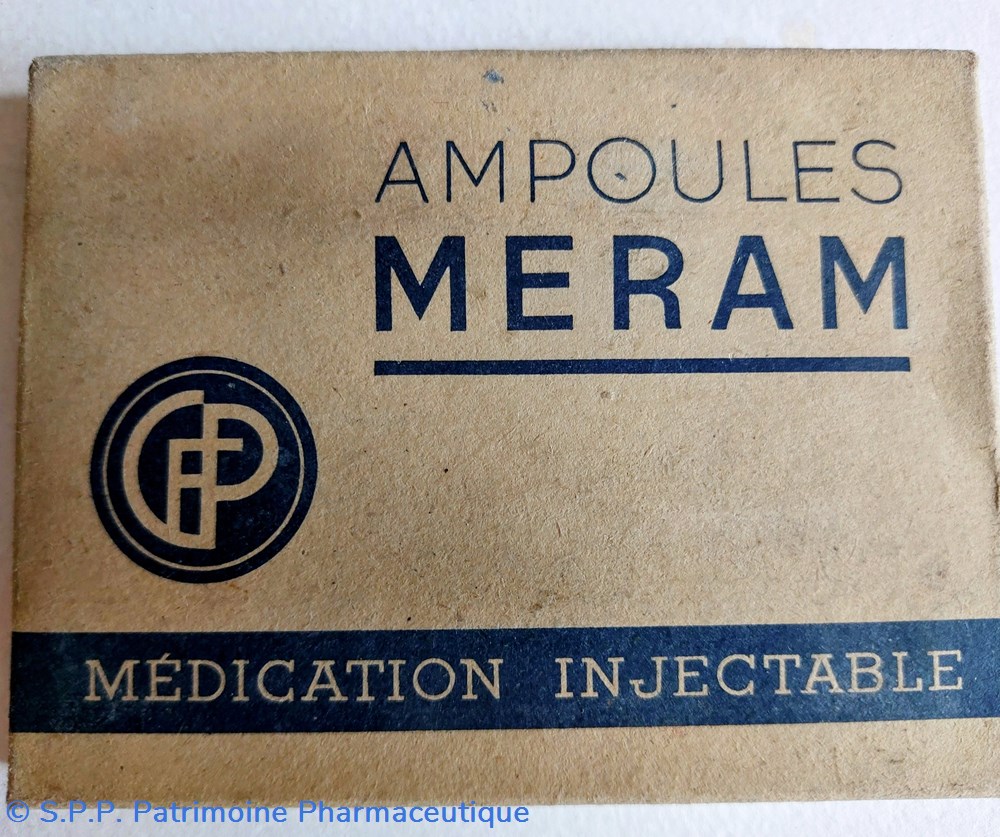 AMPOULES
MERAM
MÉDICATION INJECTABLE
© S.P.P. Patrimoine Pharmaceutique